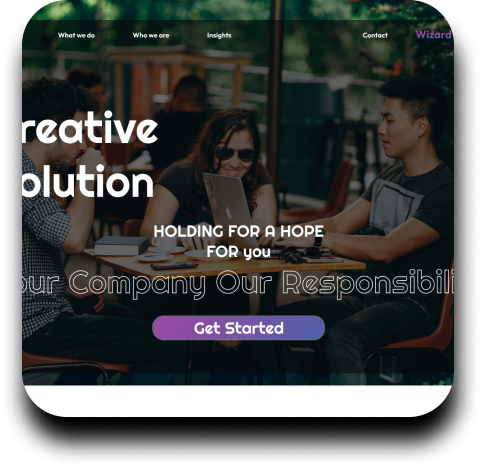 What we do Who we are Insights Contact Wizard
reative
olution
HOLDING FOR A HOPE
FOR you
our Company Our Responsibili
Get Started